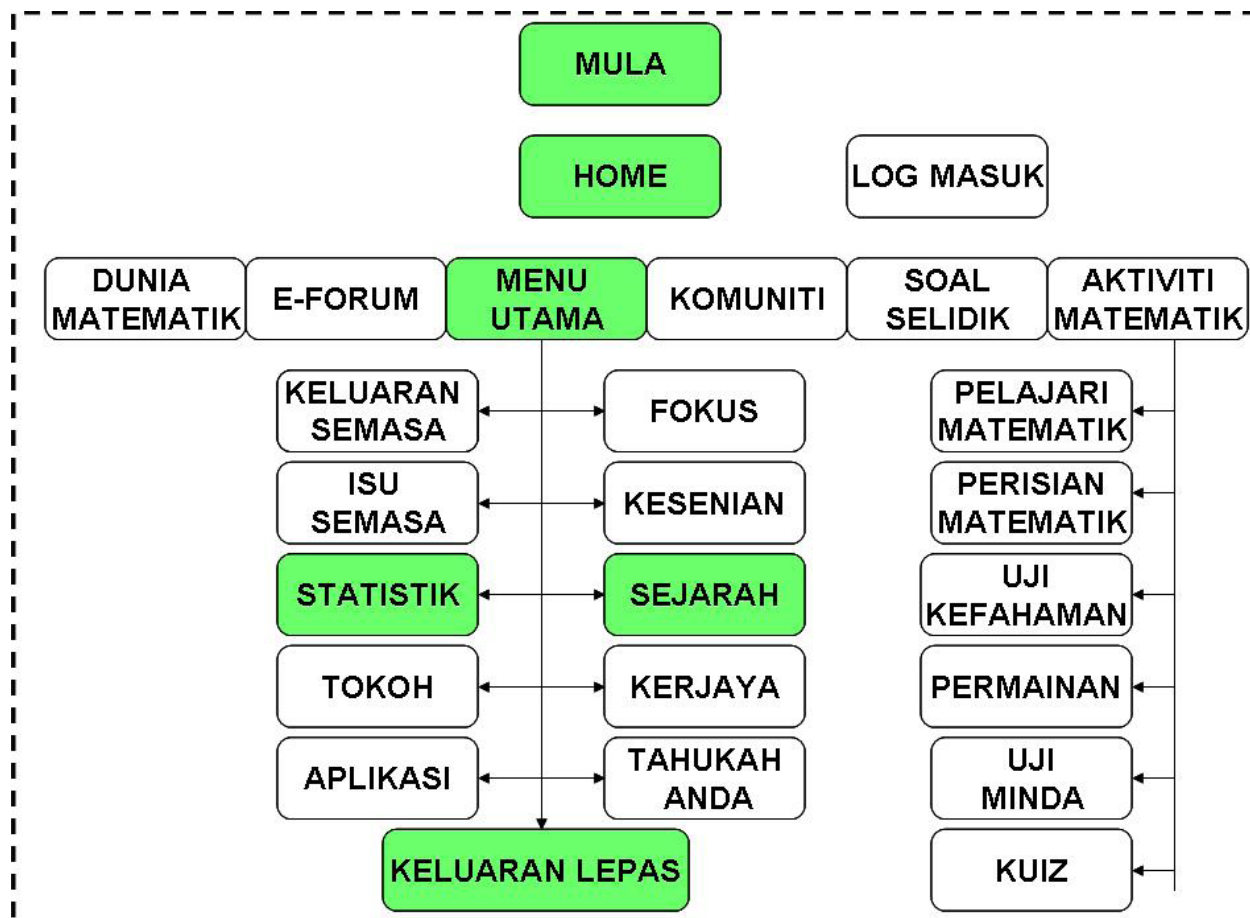 MULA
HOME
LOG MASUK
DUNIA
MATEMATIK
E-FORUM
MENU
UTAMA
KOMUNITI
SOAL
SELIDIK
AKTIVITI
MATEMATIK
KELUARAN
SEMASA
FOKUS
PELAJARI
MATEMATIK
ISU
SEMASA
KESENIAN
PERISIAN
MATEMATIK
STATISTIK
SEJARAH
UJI
KEFAHAMAN
TOKOH
KERJAYA
PERMAINAN
APLIKASI
TAHUKAH
ANDA
UJI
MINDA
KELUARAN LEPAS
KUIZ